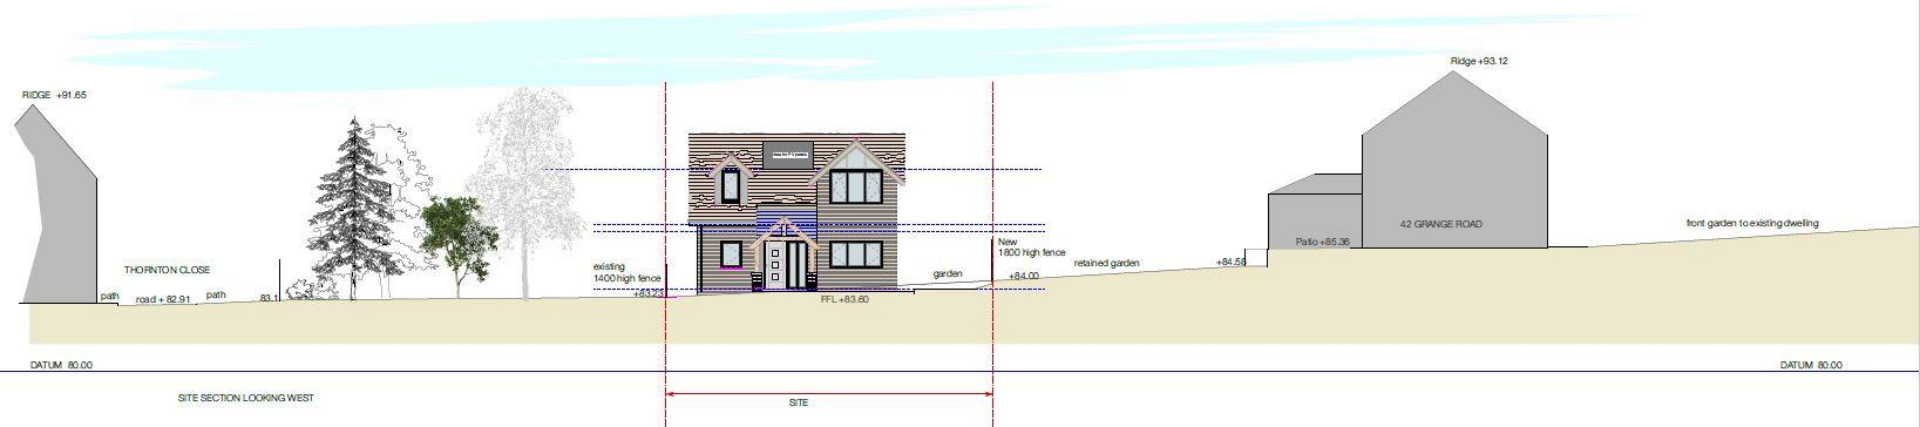 RIDGE +91.65
Ridge +93.12
THORNTON CLOSE
path
road + 82.91
path
83.1
existing
1400 high fence
+83.23
FFL +83.60
garden
New
1800 high fence
+84.00
retained garden
+84.58
Patio +85.36
42 GRANGE ROAD
front garden to existing dwelling
DATUM 80.00
DATUM 80.00
SITE SECTION LOOKING WEST
SITE